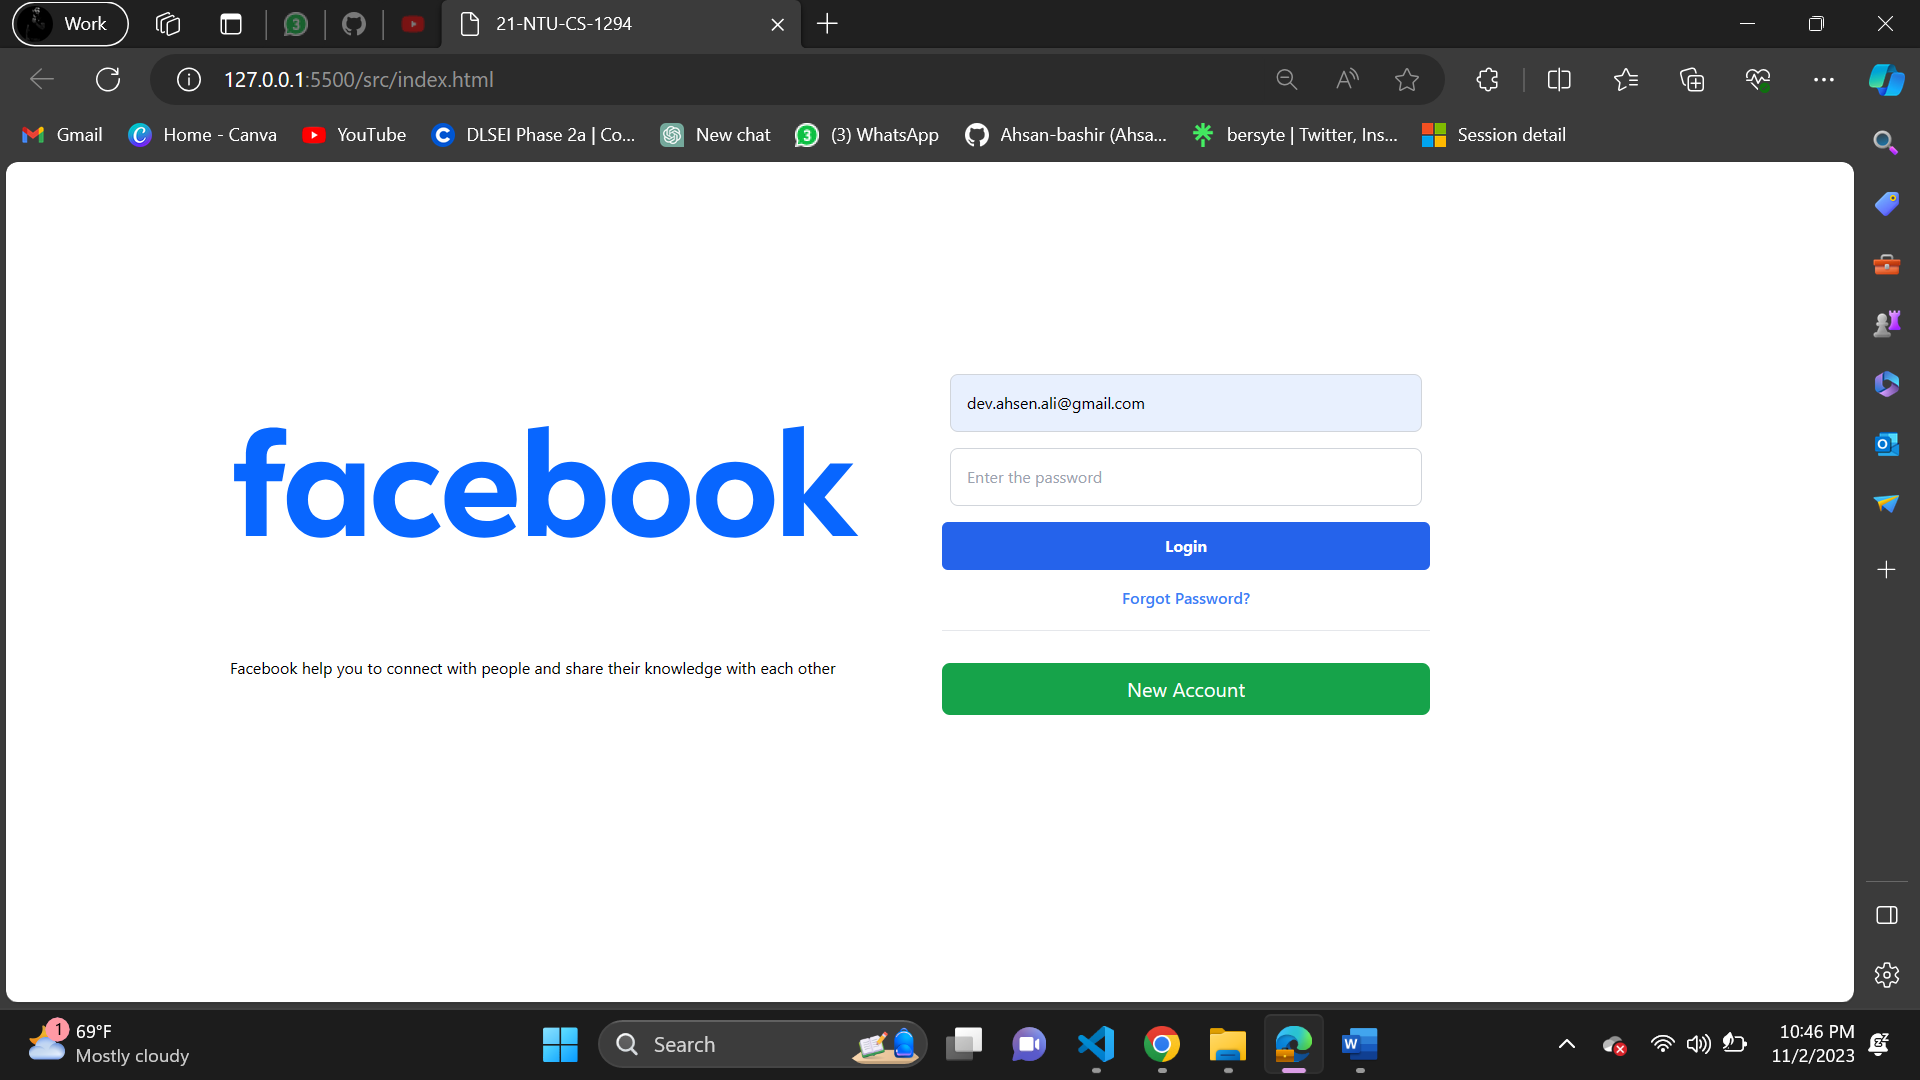 Work
3
21-NTU-CS-1294
127.0.0.1:5500/src/index.html
Gmail
Home - Canva
YouTube
DLSEI Phase 2a | Co...
New chat
3
(3) WhatsApp
Ahsan-bashir (Ahsa...
bersyte | Twitter, Ins...
Session detail
facebook
Facebook help you to connect with people and share their knowledge with each other
dev.ahsen.ali@gmail.com
Enter the password
Login
Forgot Password?
New Account
1
69°F
Mostly cloudy
Search
10:46 PM
11/2/2023